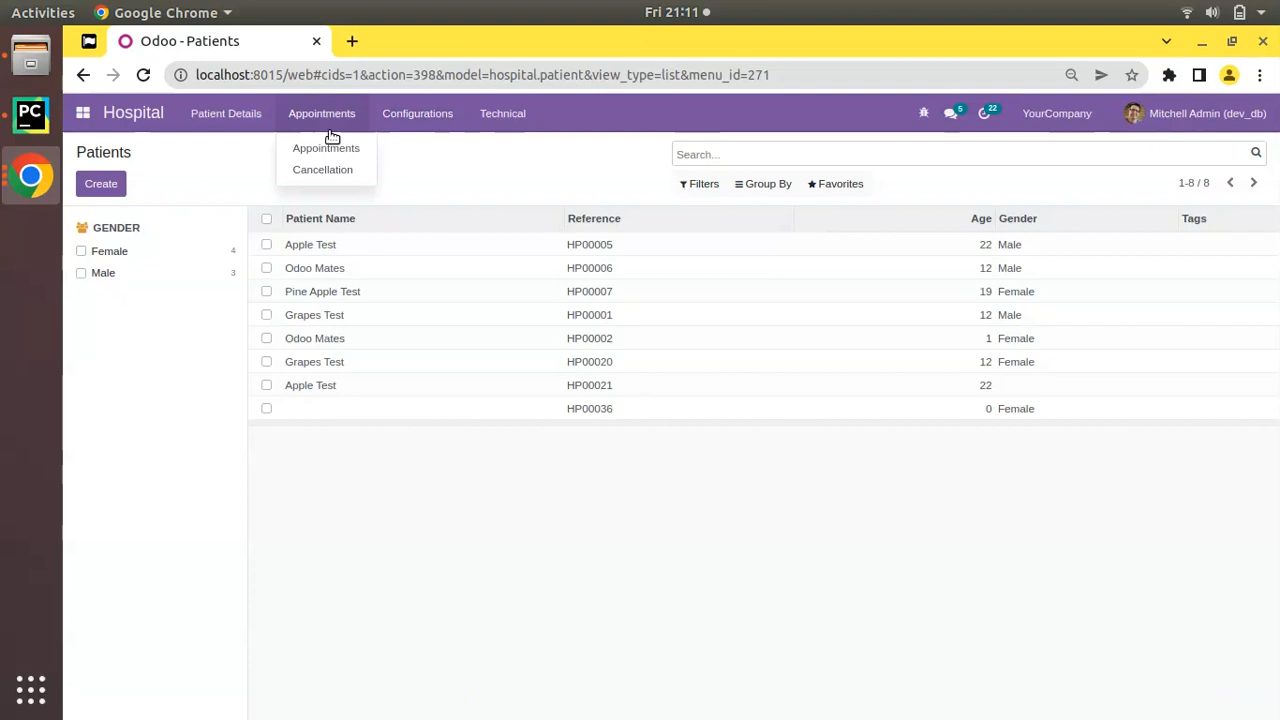 Activities Google Chrome Fri 21:11
Odoo - Patients
localhost:8015/web#cids=1&action=398&model=hospital.patient&view_type=list&menu_id=271
PC
Hospital Patient Details Appointments Configurations Technical 5 22 YourCompany Mitchell Admin (dev_db)
Appointments
Cancellation
Patients
Search...
Create
Filters Group By Favorites 1-8 / 8
GENDER
Female 4
Male 3
Patient Name Reference Age Gender Tags
Apple Test HP00005 22 Male
Odoo Mates HP00006 12 Male
Pine Apple Test HP00007 19 Female
Grapes Test HP00001 12 Male
Odoo Mates HP00002 1 Female
Grapes Test HP00020 12 Female
Apple Test HP00021 22
HP00036 0 Female